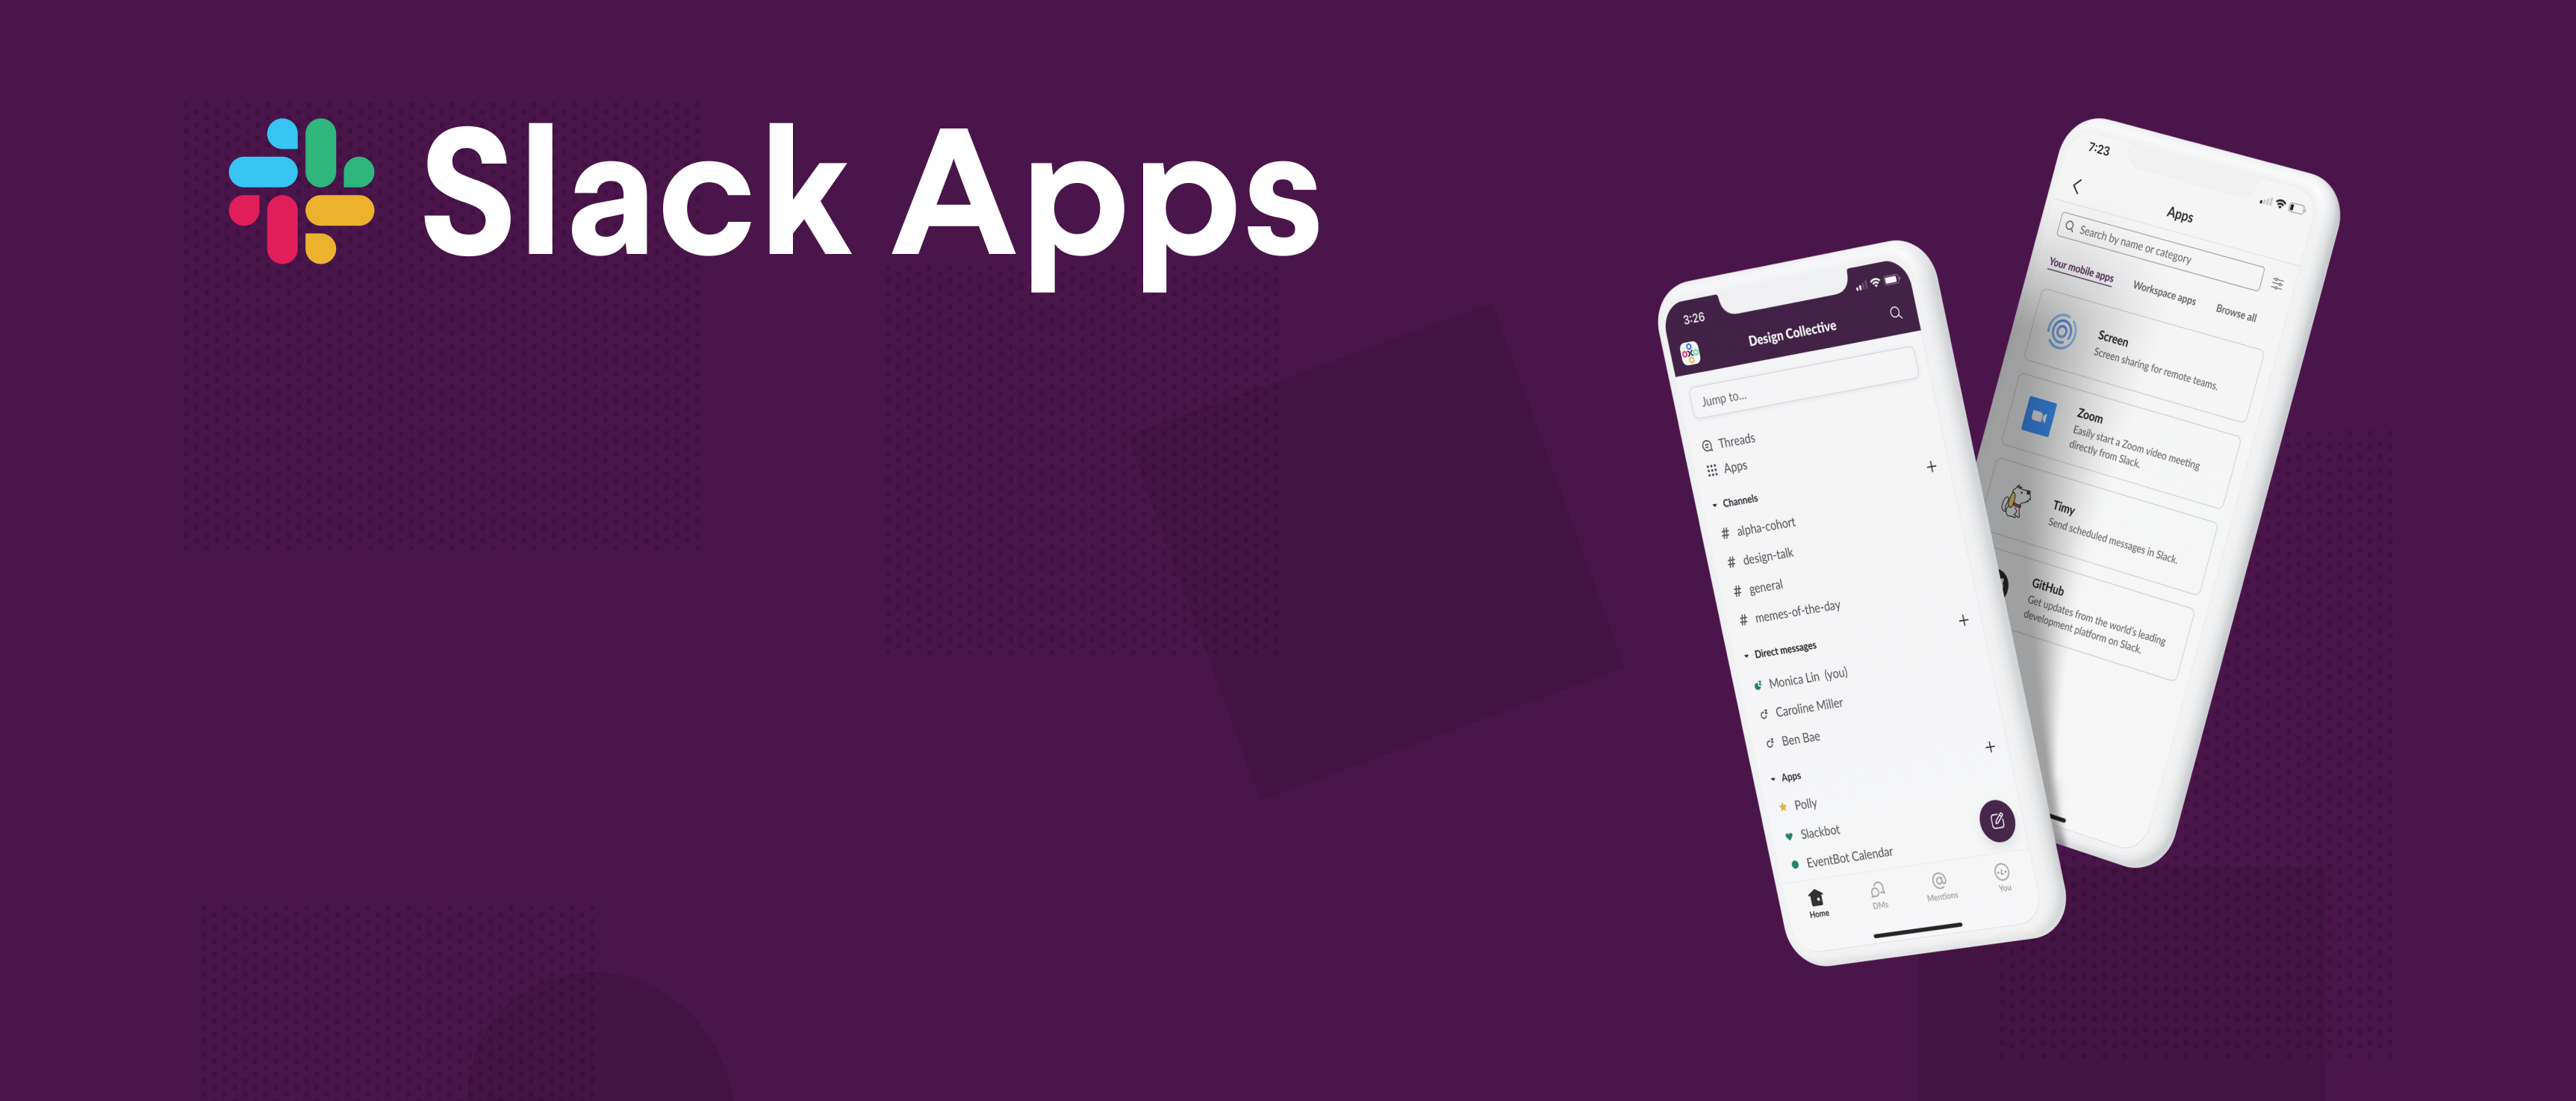 Slack Apps
3:26
Design Collective
Jump to...
Threads
Apps
Channels
# alpha-cohort
# design-talk
# general
# memes-of-the-day
Direct messages
Monica Lin (you)
Caroline Miller
Ben Bae
Apps
Polly
Slackbot
EventBot Calendar
Home DMs Mentions You
7:23
Apps
Search by name or category
Your mobile apps Workspace apps Browse all
Screen
Screen sharing for remote teams.
Zoom
Easily start a Zoom video meeting
directly from Slack.
Timy
Send scheduled messages in Slack.
GitHub
Get updates from the world's leading
development platform on Slack.